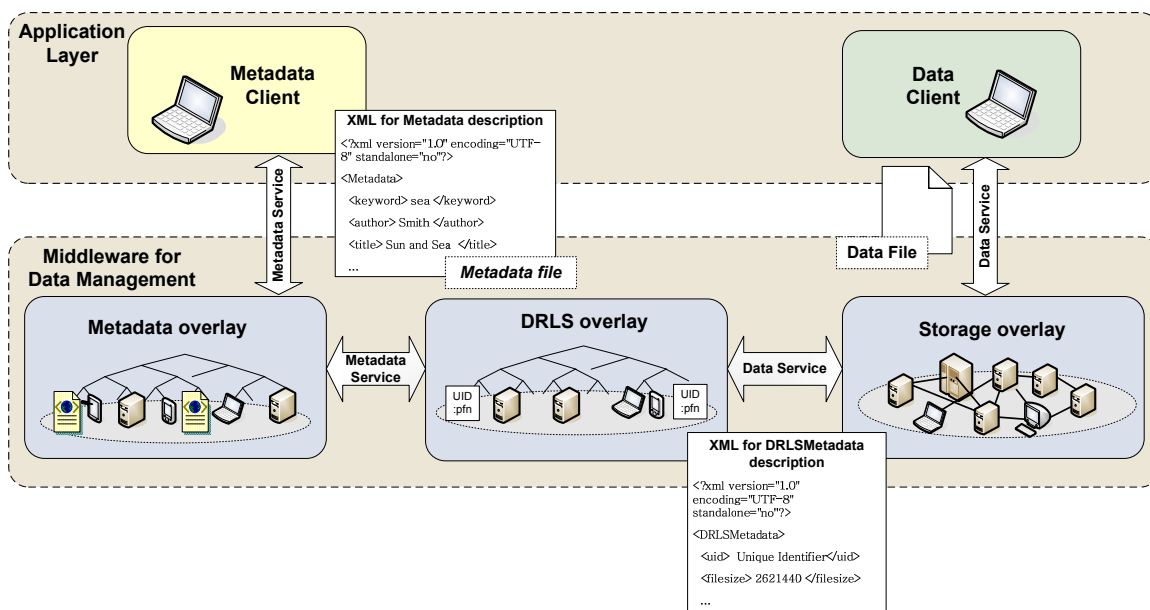 Application
Layer
Metadata
Client
Data
Client
XML for Metadata description
<?xml version="1.0" encoding="UTF-
8" standalone="no"?>
<Metadata>
<keyword> sea </keyword>
<author> Smith </author>
<title> Sun and Sea </title>
...
Metadata file
Metadata Service
Data File
Data Service
Middleware for
Data Management
Metadata overlay
Metadata
Service
DRLS overlay
UID
:pfn
UID
:pfn
Data Service
Storage overlay
XML for DRLSMetadata
description
<?xml version="1.0"
encoding="UTF-8"
standalone="no"?>
<DRLSMetadata>
<uid> Unique Identifier</uid>
<filesize> 2621440 </filesize>
...